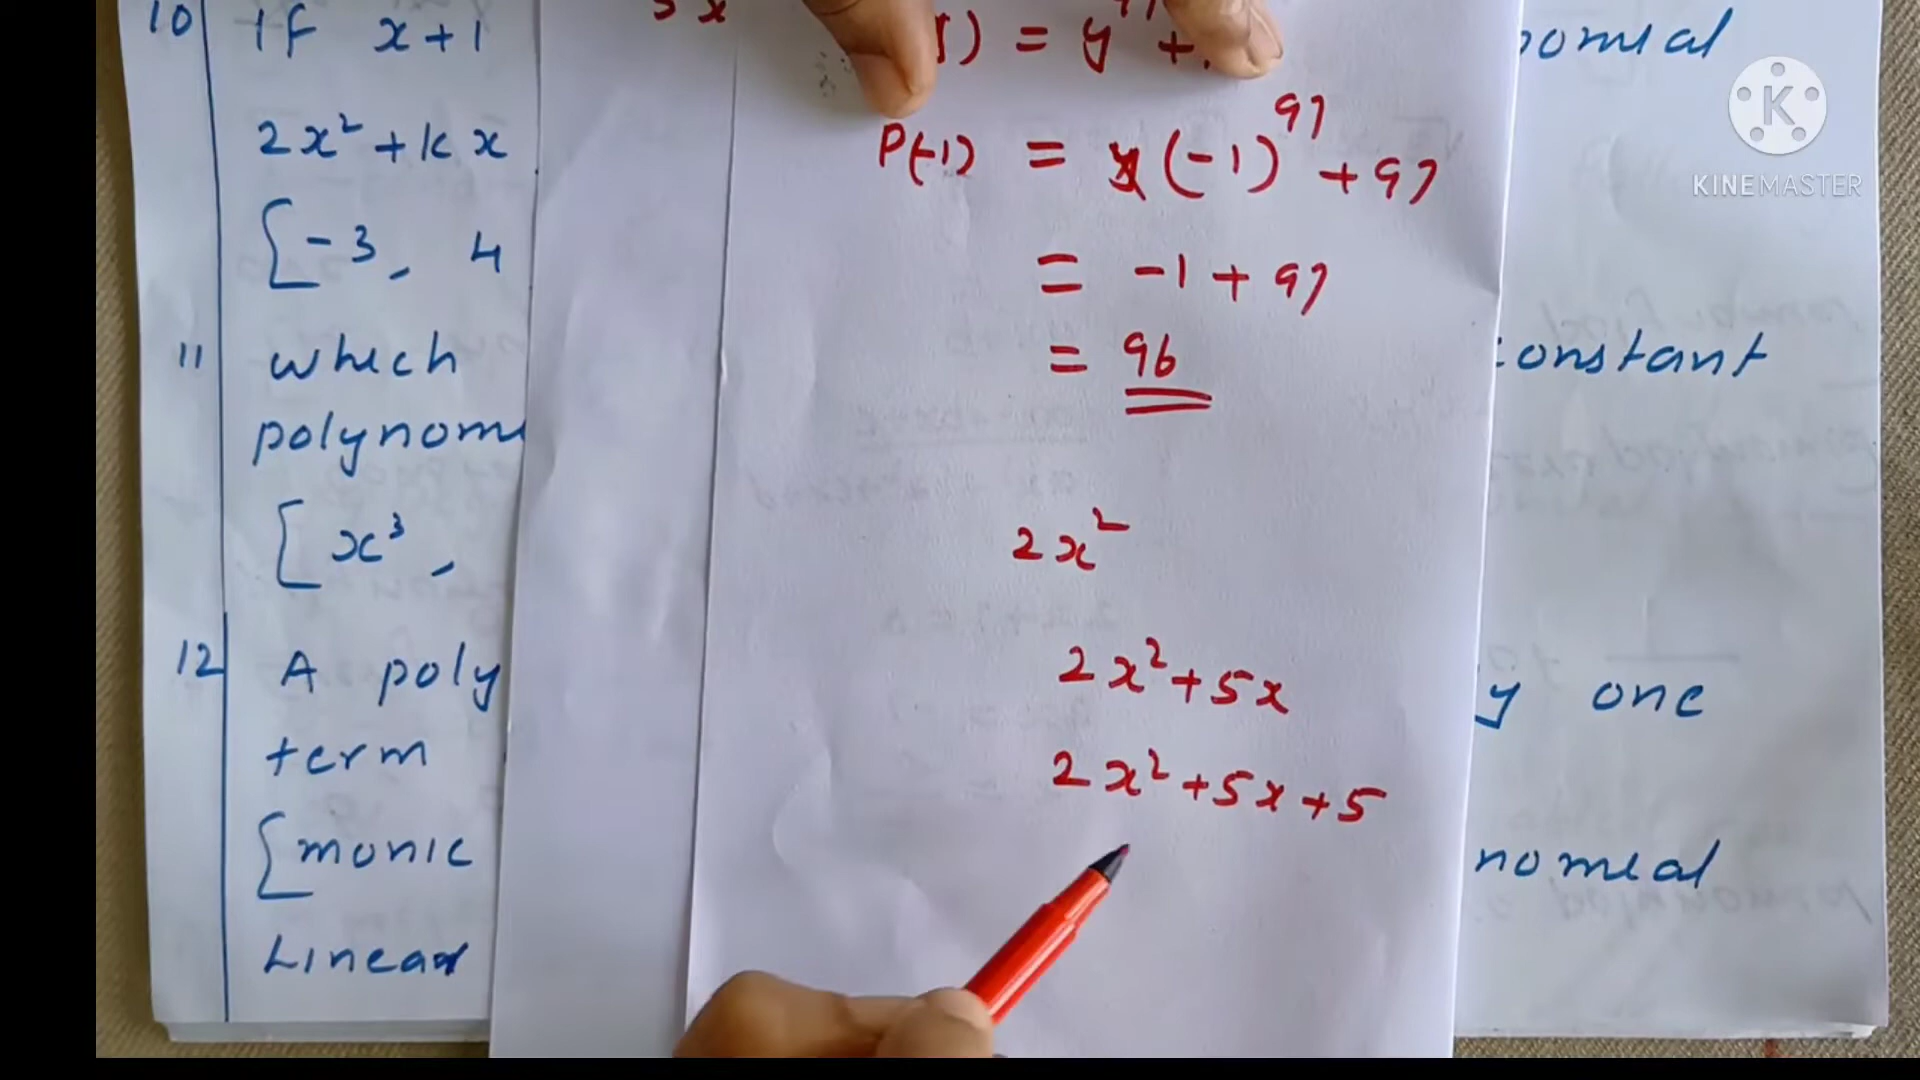 10 If x+1
2x² + kx
[-3, 4
11 which constant
polynom
[x³,
12 A poly y one
term
[monic nomial
Linear
P(-1) = (-1)⁹⁷ + 97
= -1 + 97
= 96
2x²
2x² + 5x
2x² + 5x + 5
KINEMASTER